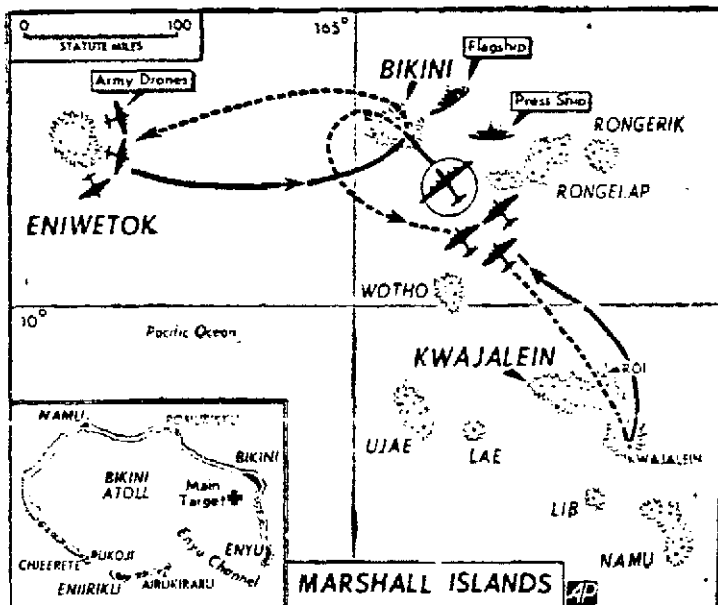 0 100
STATUTE MILES
165°
Army Drones
Flagship
BIKINI
Press Ship
RONGERIK
RONGELAP
ENIWETOK
WOTHO
10°
Pacific Ocean
KWAJALEIN
ROI
UJAE
LAE
KWAJALEIN
LIB
NAMU
NAMU
BIKINI
BIKINI
ATOLL
Main
Target
Enyu Channel
ENYU
CHIEERETE
RUKOJI
ENIIRIKU
AIRUKIRARU
MARSHALL ISLANDS
AP